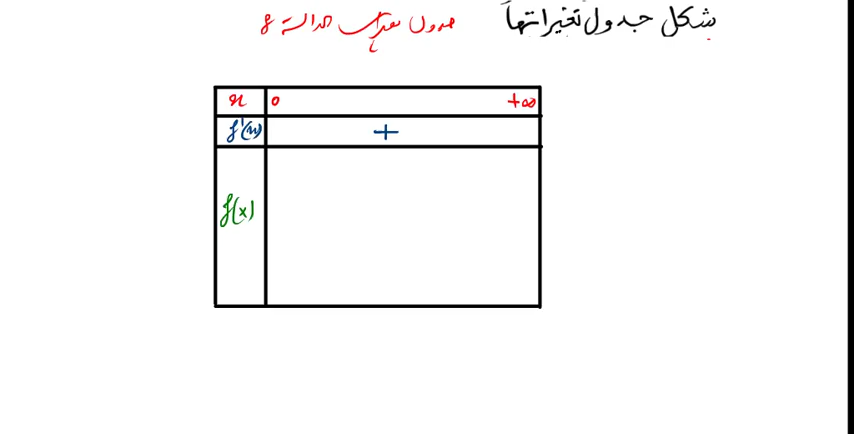 شكل جدول تغيراتها جدول تغيرات الدالة f
x 0 +∞
f'(x) +
f(x)